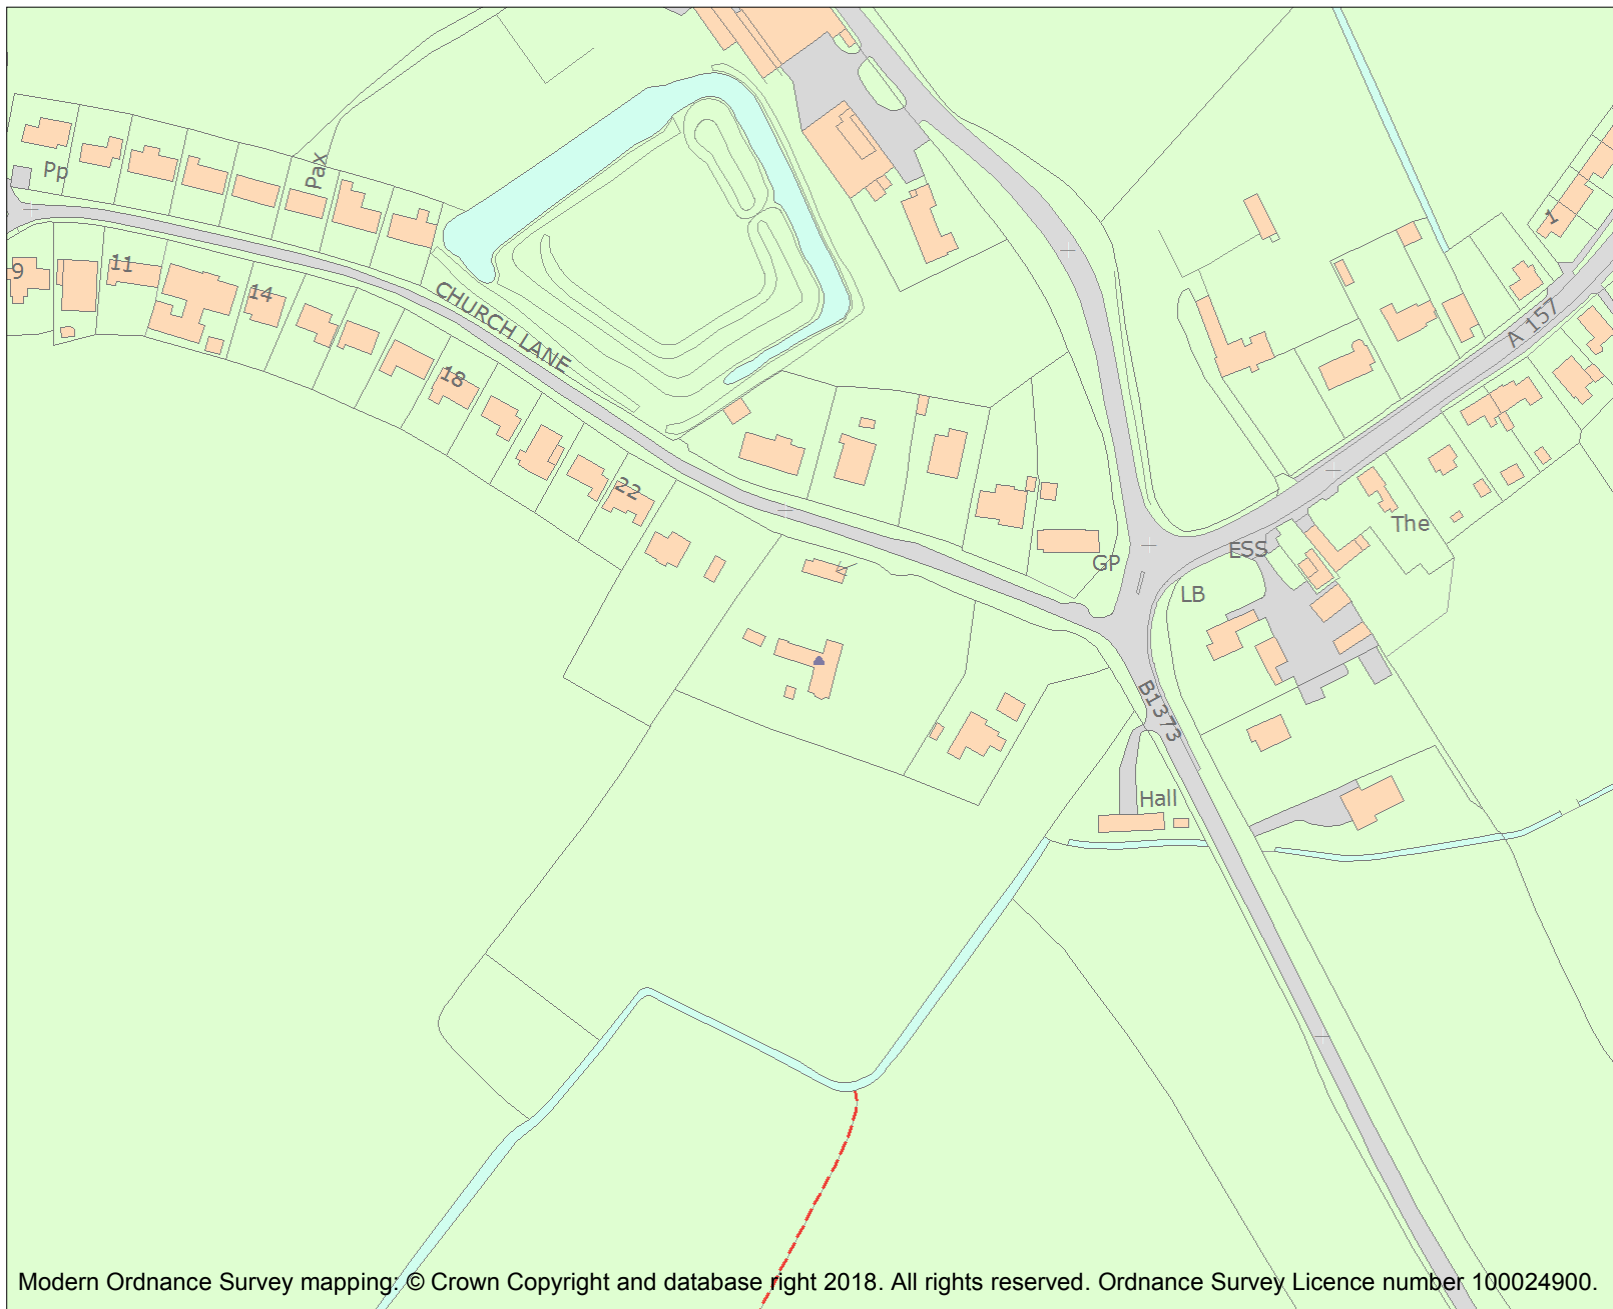 Pp
Pax
1
9
11
14
CHURCH LANE
A 157
18
22
The
ESS
GP
LB
B1373
Hall
Modern Ordnance Survey mapping: © Crown Copyright and database right 2018. All rights reserved. Ordnance Survey Licence number 100024900.